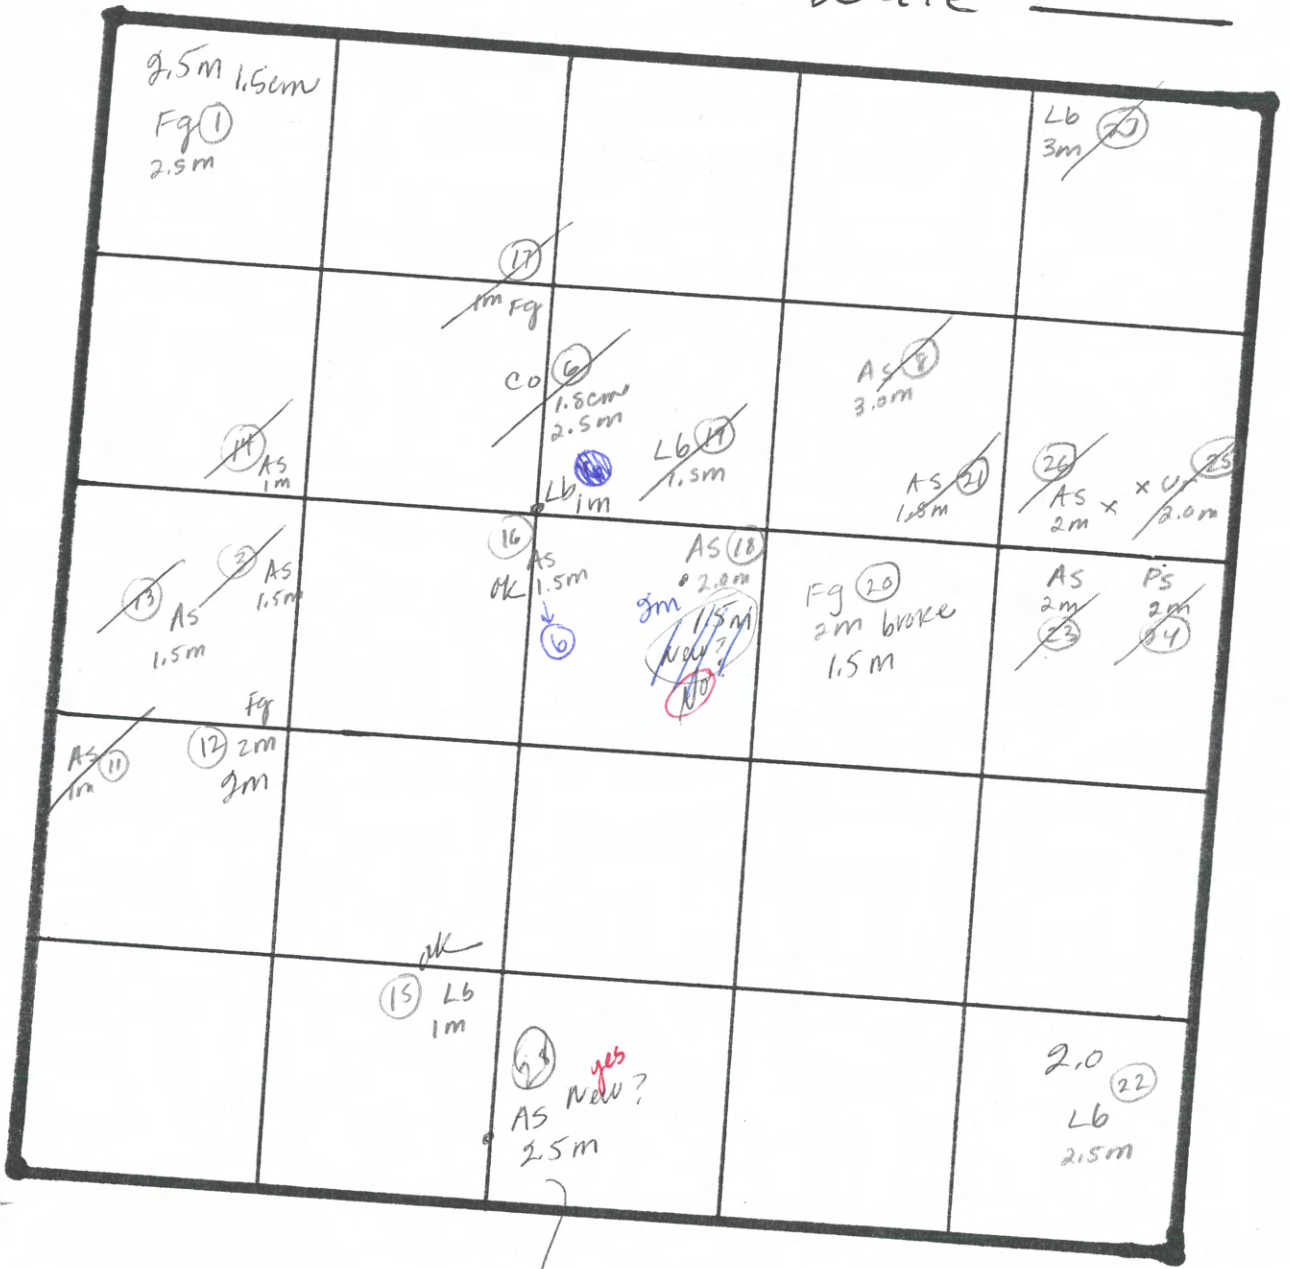 Date
2.5m 1.5cm
Fg 1
2.5m
Lb 27
3m
17
1m Fg
Co 6
1.8cm
2.5m
As 8
3.0m
14 As
1m
Lb 19
1.5m
Lb
1m
As 21
1.8m
26
As x
2m
x 25
2.0m
16 As
ok 1.5m
6
As 18
2.0m
2m 1.5m
New?
No
Fg 20
2m broke
1.5m
As
2m
23
Ps
2m
24
13 As
1.5m
As
1.5m
Fg
12 2m
2m
As 11
1m
ok
15 Lb
1m
28 yes
New?
As
2.5m
2.0
22
Lb
2.5m